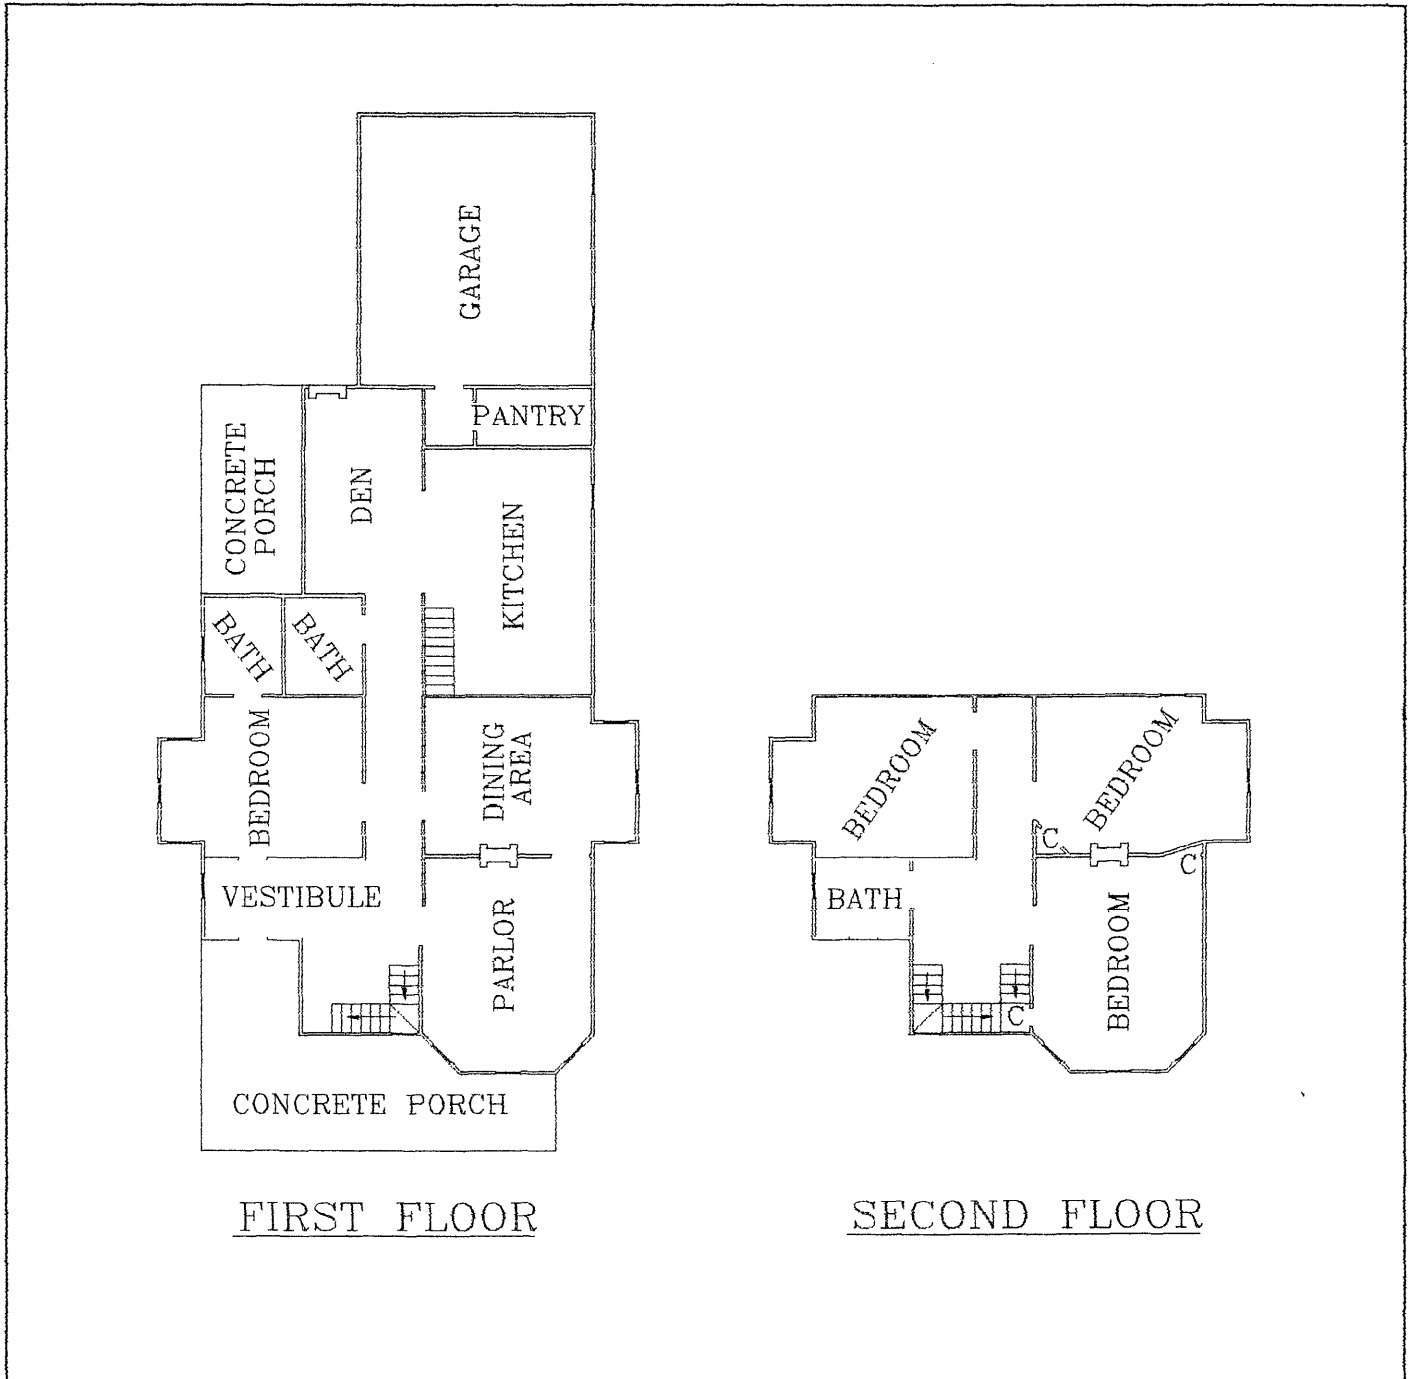 GARAGE
PANTRY
CONCRETE
PORCH
DEN
KITCHEN
BATH
BATH
BEDROOM
DINING
AREA
VESTIBULE
PARLOR
CONCRETE PORCH
FIRST FLOOR
BEDROOM
BEDROOM
C
C
BATH
BEDROOM
C
SECOND FLOOR